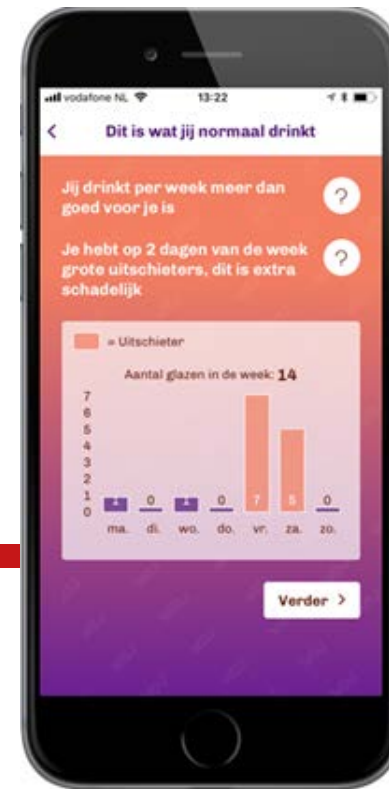 vodafone NL 13:22
Dit is wat jij normaal drinkt
Jij drinkt per week meer dan
goed voor je is
?
Je hebt op 2 dagen van de week
grote uitschieters, dit is extra
schadelijk
?
= Uitschieter
Aantal glazen in de week: 14
7
6
5
4
3
2
1
0
1 0 1 0 7 5 0
ma. di. wo. do. vr. za. zo.
Verder >